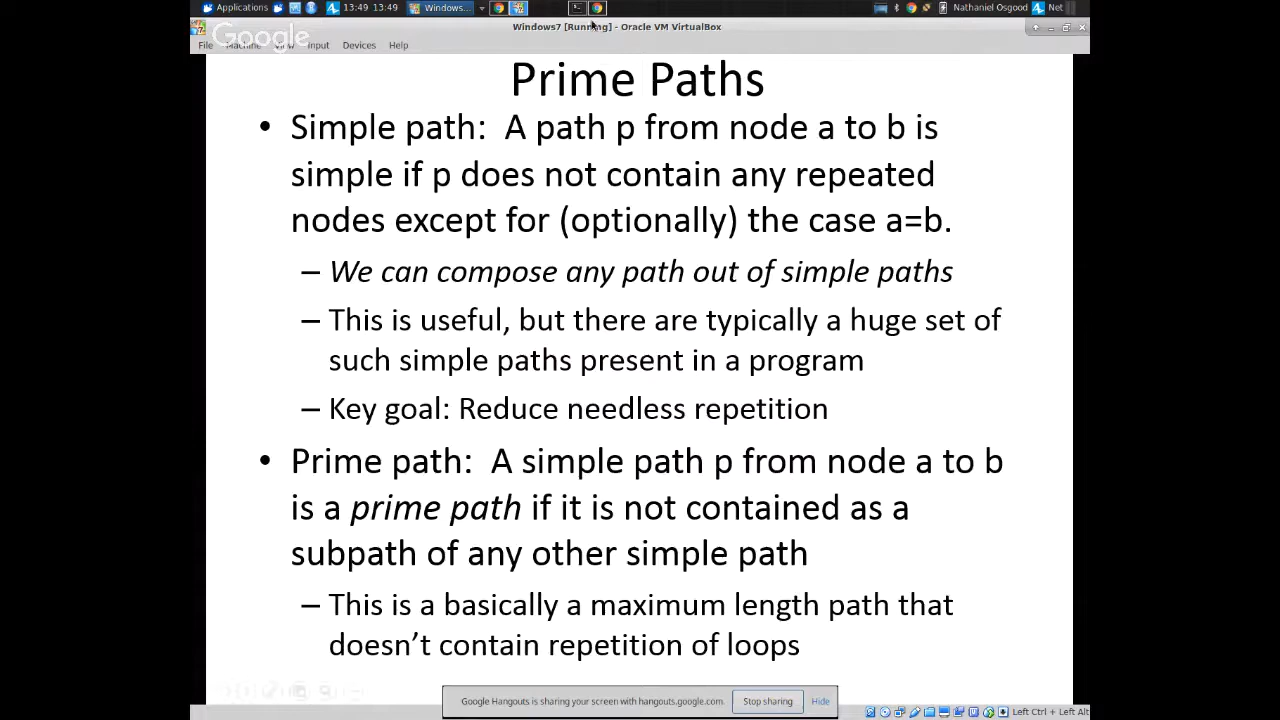 Applications 13:49 13:49 Windows... Nathaniel Osgood Net
Windows7 [Running] - Oracle VM VirtualBox
Google
File Machine View Input Devices Help
Prime Paths
• Simple path: A path p from node a to b is
simple if p does not contain any repeated
nodes except for (optionally) the case a=b.
– We can compose any path out of simple paths
– This is useful, but there are typically a huge set of
such simple paths present in a program
– Key goal: Reduce needless repetition
• Prime path: A simple path p from node a to b
is a prime path if it is not contained as a
subpath of any other simple path
– This is a basically a maximum length path that
doesn't contain repetition of loops
Google Hangouts is sharing your screen with hangouts.google.com. Stop sharing Hide
Left Ctrl + Left Alt